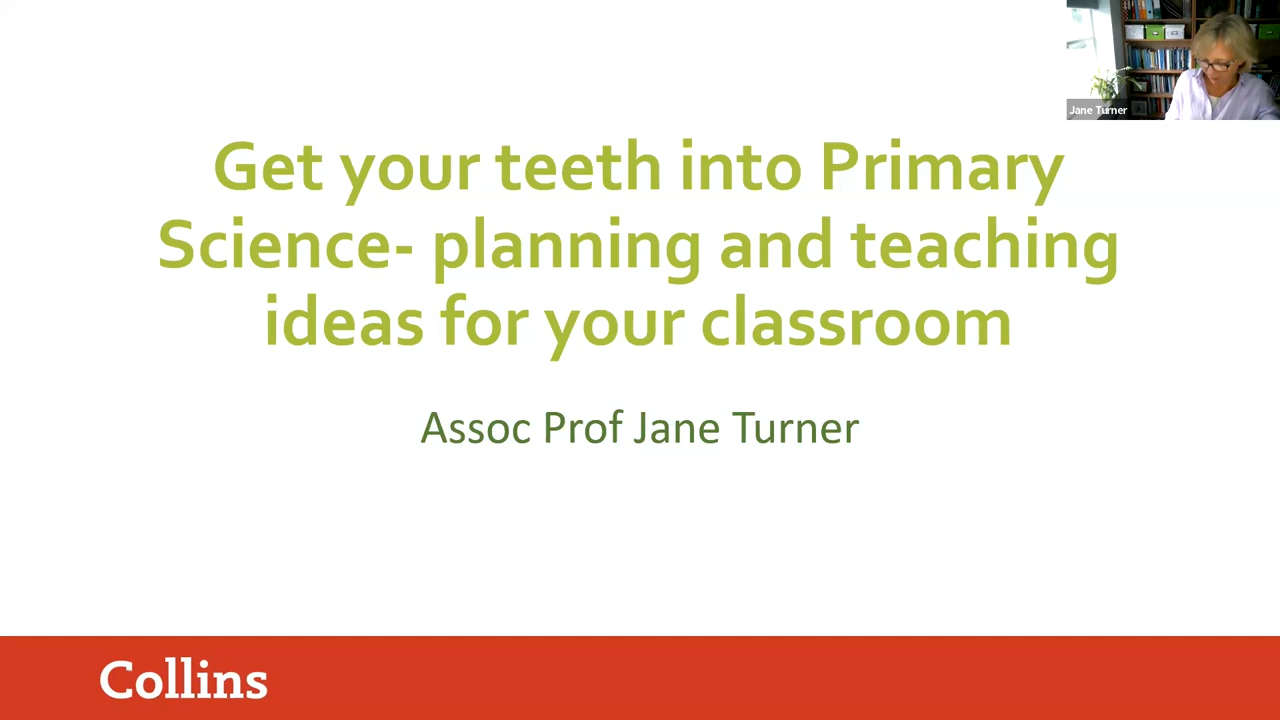 Jane Turner
Get your teeth into Primary
Science- planning and teaching
ideas for your classroom
Assoc Prof Jane Turner
Collins